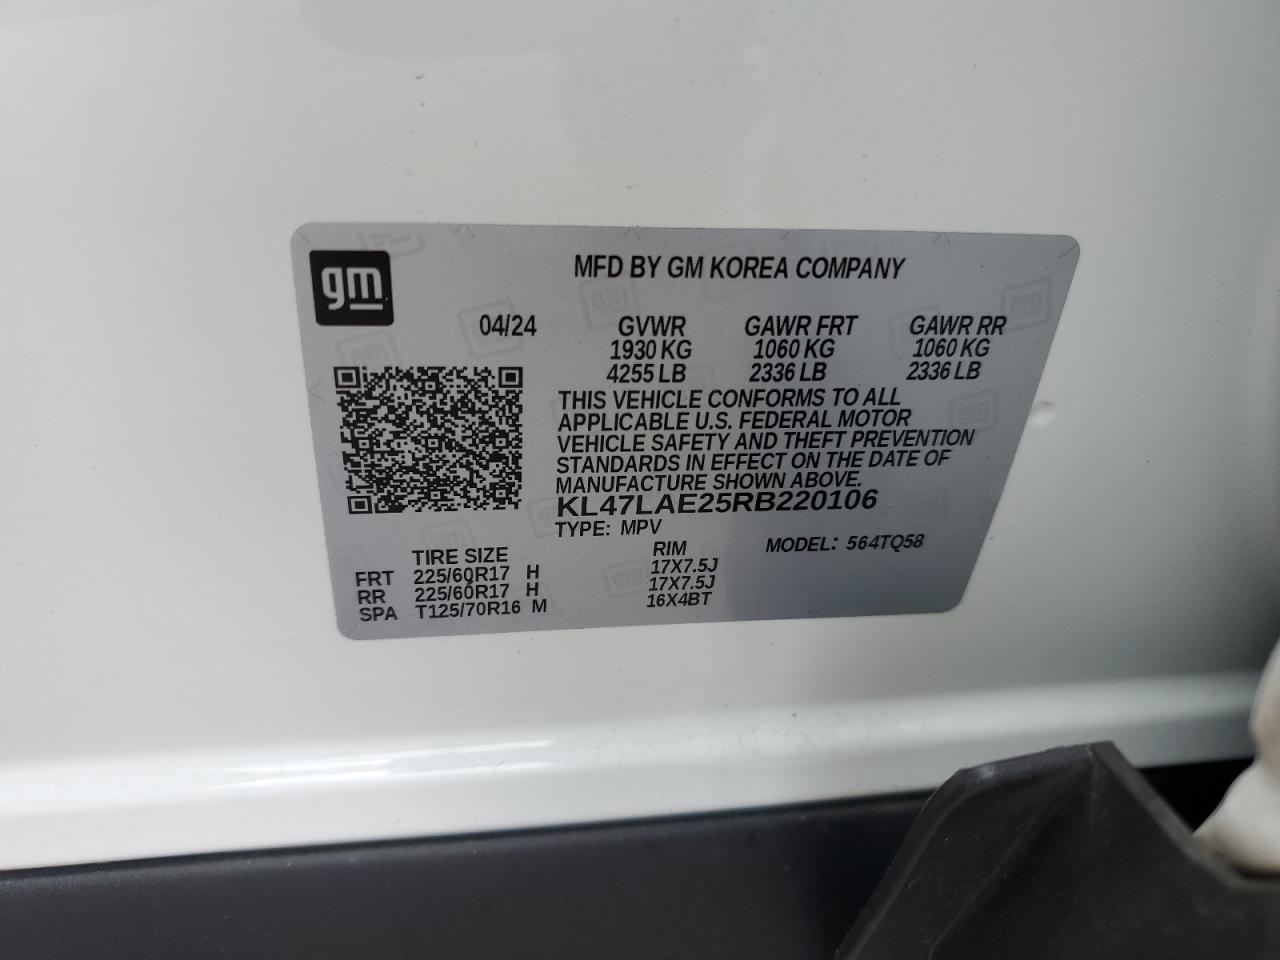 gm
MFD BY GM KOREA COMPANY
04/24 GVWR GAWR FRT GAWR RR
1930 KG 1060 KG 1060 KG
4255 LB 2336 LB 2336 LB
THIS VEHICLE CONFORMS TO ALL
APPLICABLE U.S. FEDERAL MOTOR
VEHICLE SAFETY AND THEFT PREVENTION
STANDARDS IN EFFECT ON THE DATE OF
MANUFACTURE SHOWN ABOVE.
KL47LAE25RB220106
TYPE: MPV MODEL: 564TQ58
TIRE SIZE RIM
FRT 225/60R17 H 17X7.5J
RR 225/60R17 H 17X7.5J
SPA T125/70R16 M 16X4BT